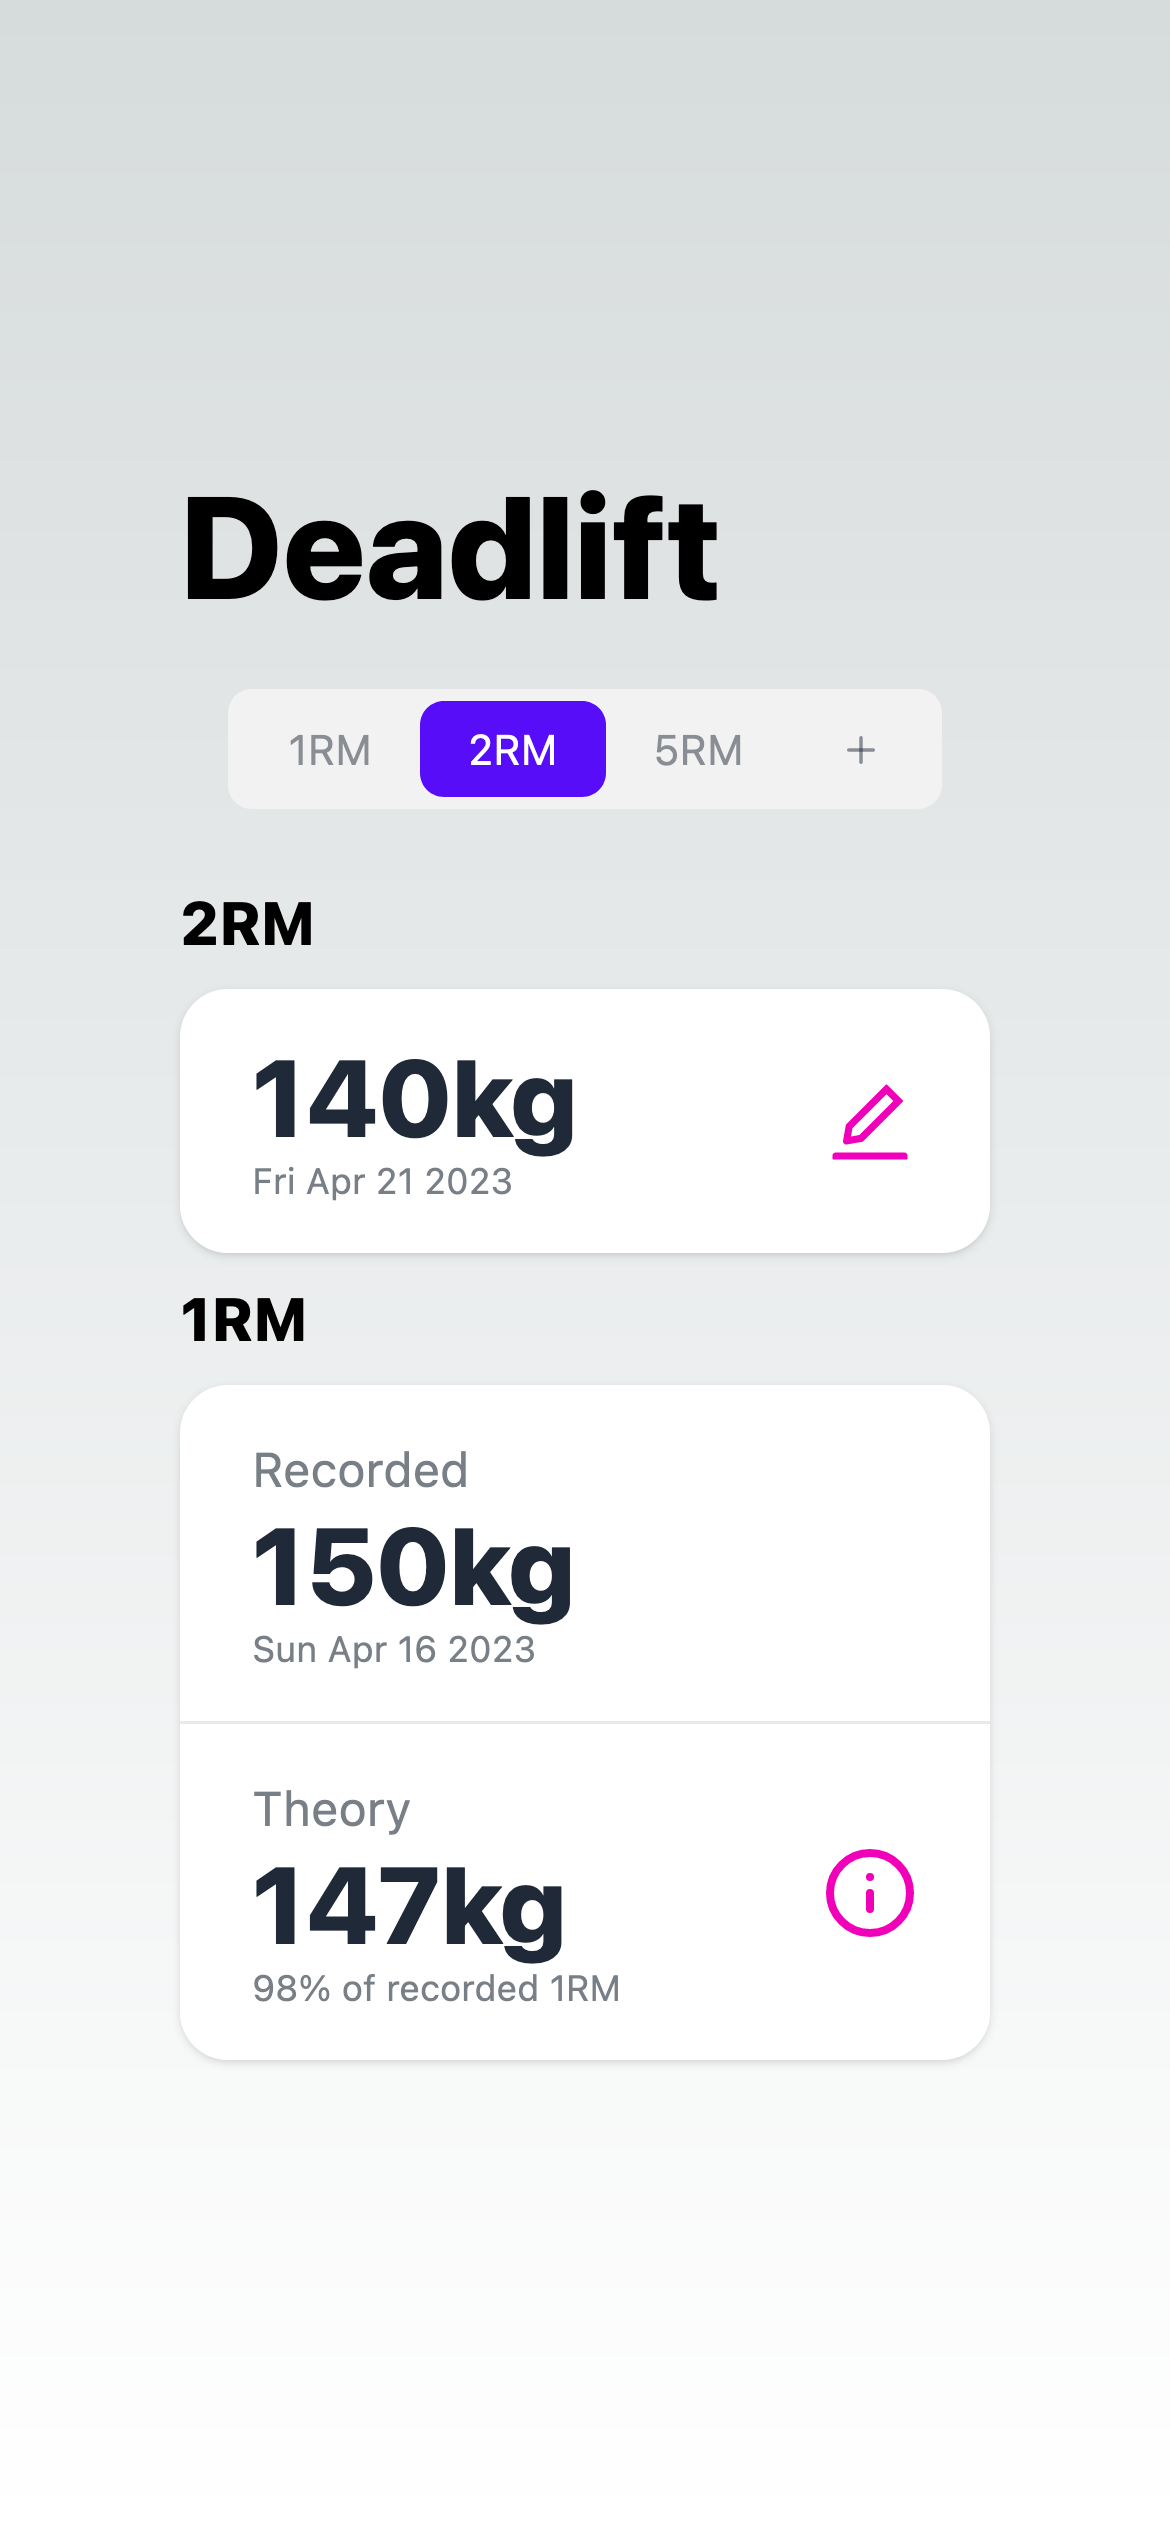 Deadlift
1RM 2RM 5RM +
2RM
140kg
Fri Apr 21 2023
1RM
Recorded
150kg
Sun Apr 16 2023
Theory
147kg
98% of recorded 1RM